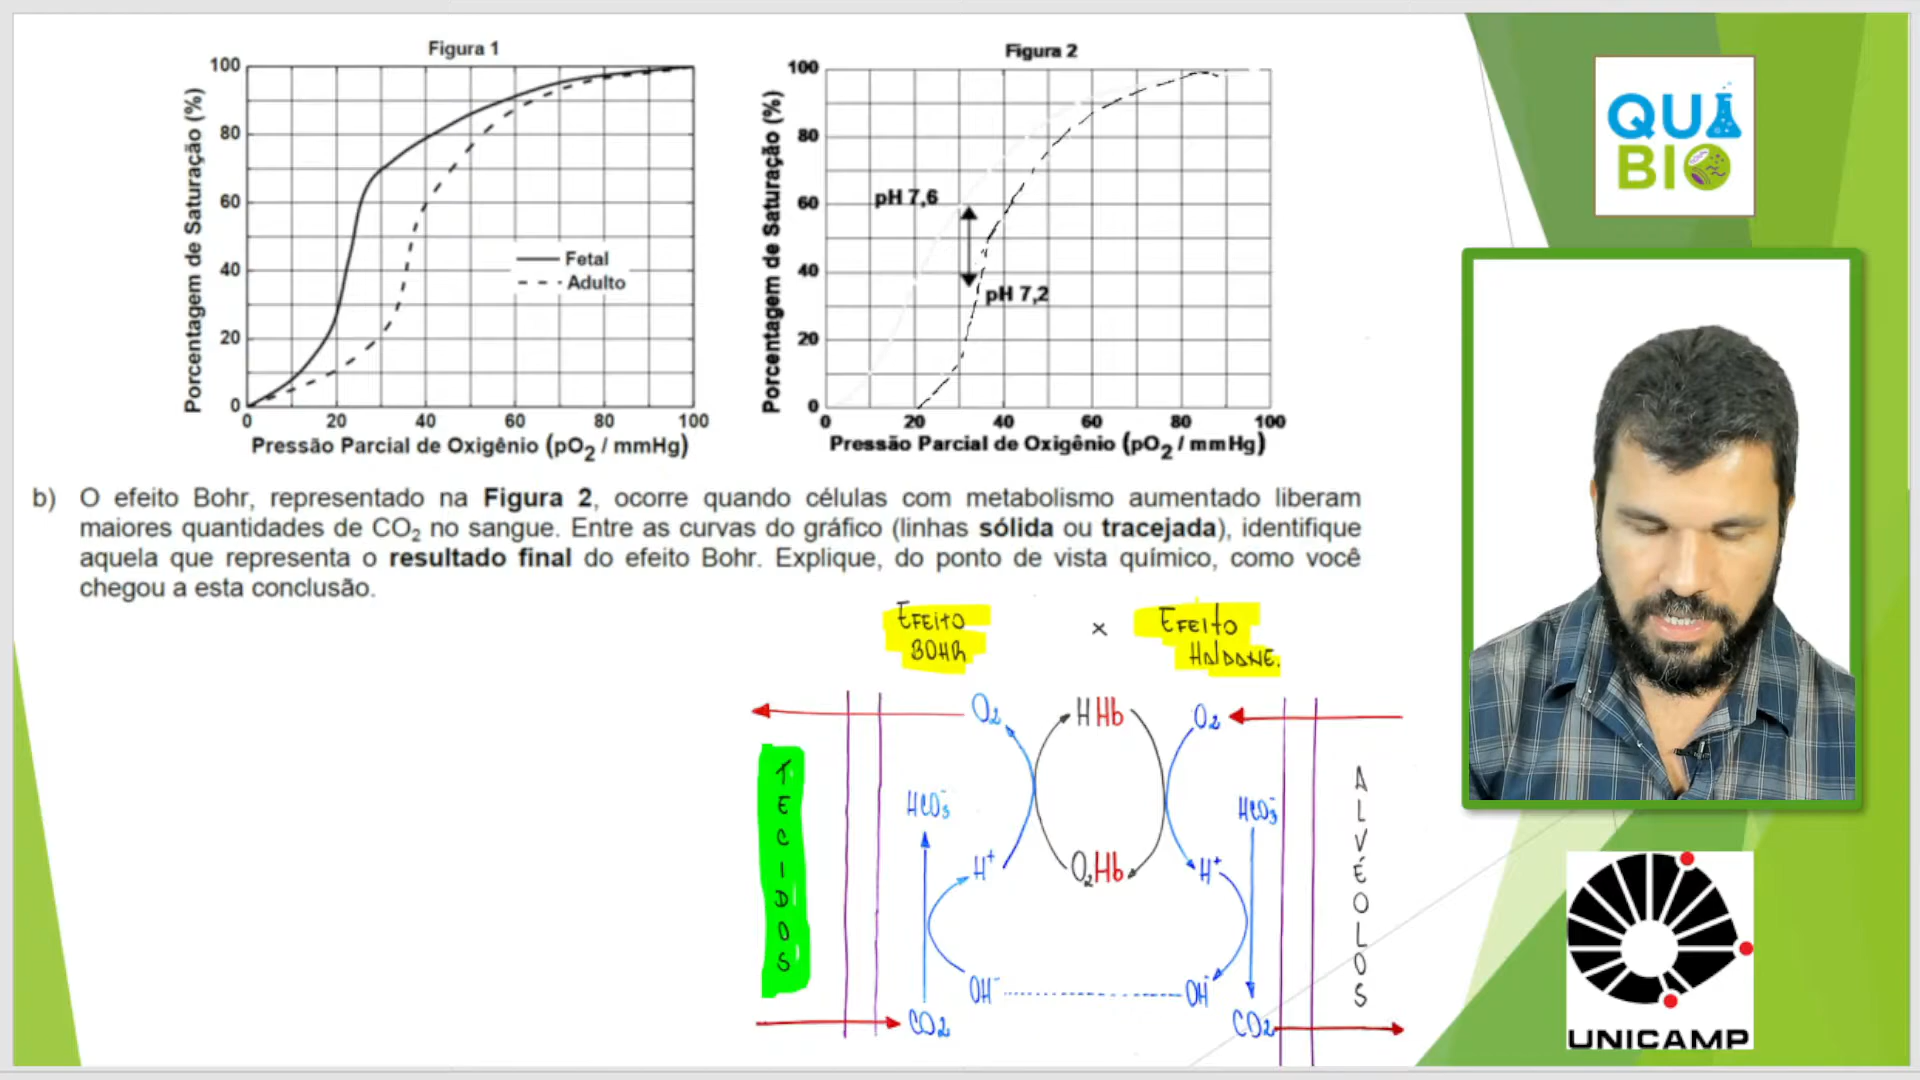 Figura 1
Porcentagem de Saturação (%)
100
80
60
40
20
0
Fetal
Adulto
20 40 60 80 100
Pressão Parcial de Oxigênio (pO₂ / mmHg)
Figura 2
Porcentagem de Saturação (%)
100
80
60
40
20
0
pH 7,6
pH 7,2
0 20 40 60 80 100
Pressão Parcial de Oxigênio (pO₂ / mmHg)
b) O efeito Bohr, representado na Figura 2, ocorre quando células com metabolismo aumentado liberam
maiores quantidades de CO₂ no sangue. Entre as curvas do gráfico (linhas sólida ou tracejada), identifique
aquela que representa o resultado final do efeito Bohr. Explique, do ponto de vista químico, como você
chegou a esta conclusão.
EFEITO
BOHR
×
EFEITO
HALDANE.
O₂ HHb O₂
TECIDOS
HCO₃⁻ HCO₃⁻
ALVÉOLOS
H⁺ O₂Hb H⁺
OH⁻ OH⁻
CO₂ CO₂
QUI
BIO
UNICAMP